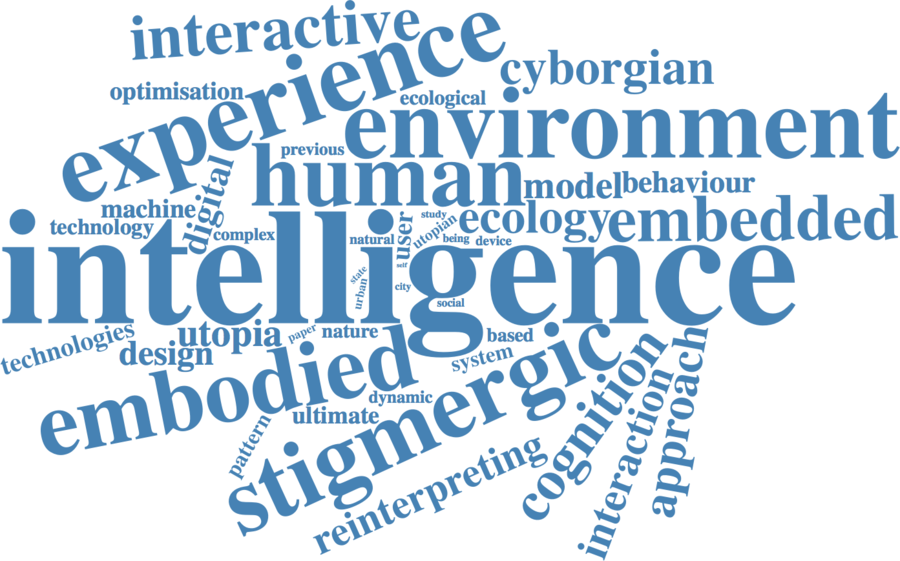 interactive
experience
cyborgian
optimisation
ecological
environment
previous
human
digital
model
behaviour
machine
technology
complex
natural
user
study
utopian
being
device
ecology
embedded
intelligence
self
state
urban
city
social
technologies
utopia
design
paper
nature
based
system
embodied
dynamic
ultimate
pattern
stigmergic
reinterpreting
cognition
interaction
approach